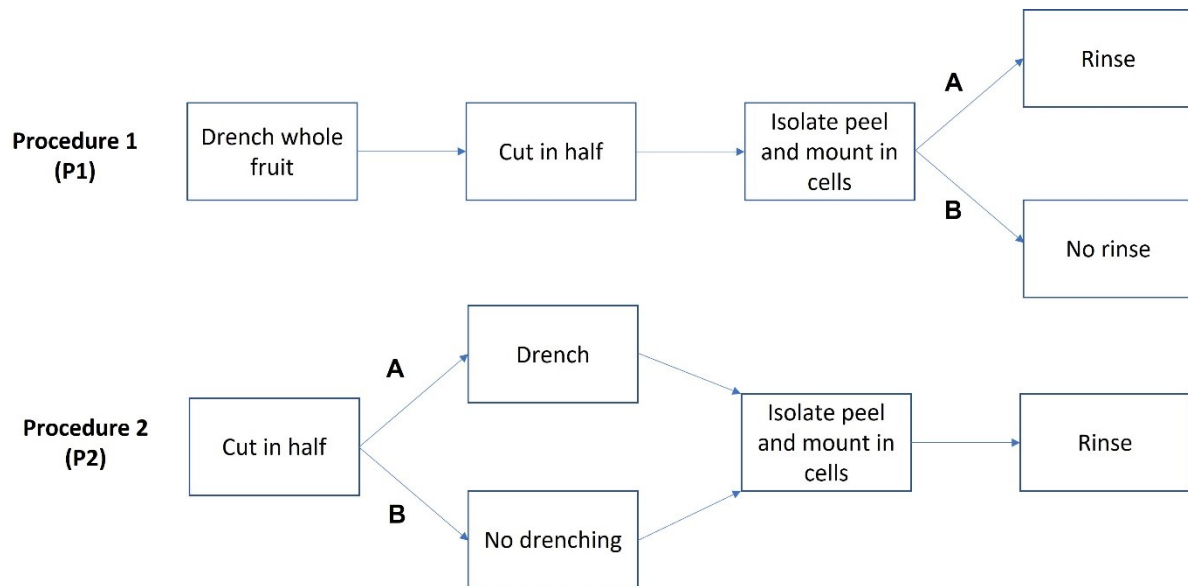 Procedure 1
(P1)
Drench whole
fruit
Cut in half
Isolate peel
and mount in
cells
A
Rinse
B
No rinse
Procedure 2
(P2)
Cut in half
A
Drench
B
No drenching
Isolate peel
and mount in
cells
Rinse